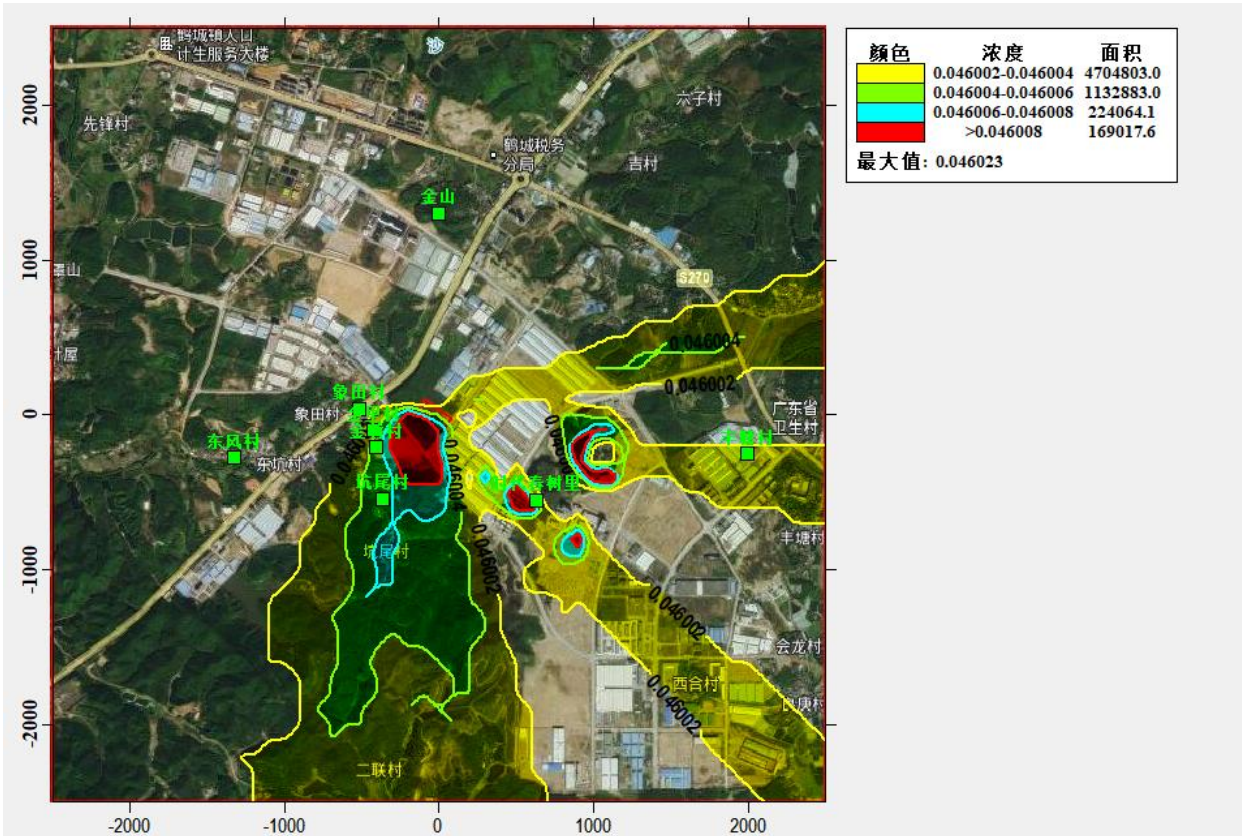 颜色 浓度 面积
0.046002-0.046004 4704803.0
0.046004-0.046006 1132883.0
0.046006-0.046008 224064.1
>0.046008 169017.6
最大值: 0.046023
鹤城镇人口
计生服务大楼
沙
六子村
先锋村
鹤城税务
分局
吉村
金山
S270
0.046004
0.046002
象田村
象田村
广东省
卫生村
东风村
东坑村
坑尾村
坑尾村
0.046004
0.046002
丰塘村
0.046002
会龙村
西合村
0.046002
二联村
2000
1000
0
-1000
-2000
-2000
-1000
0
1000
2000